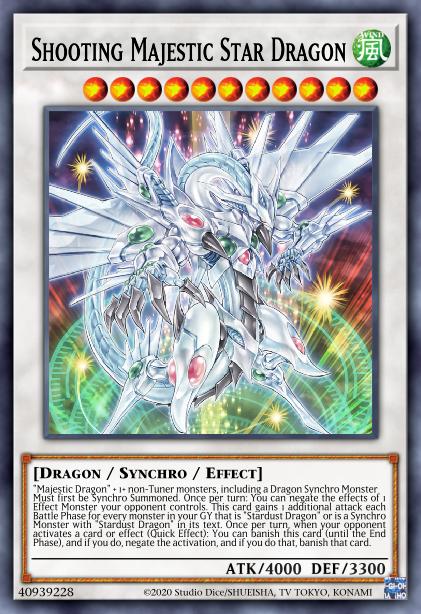 SHOOTING MAJESTIC STAR DRAGON
WIND
風
[DRAGON / SYNCHRO / EFFECT]
"Majestic Dragon" + 1+ non-Tuner monsters, including a Dragon Synchro Monster
Must first be Synchro Summoned. Once per turn: You can negate the effects of 1
Effect Monster your opponent controls. This card gains 1 additional attack each
Battle Phase for every monster in your GY that is "Stardust Dragon" or is a Synchro
Monster with "Stardust Dragon" in its text. Once per turn, when your opponent
activates a card or effect (Quick Effect): You can banish this card (until the End
Phase), and if you do, negate the activation, and if you do that, banish that card.
ATK/4000 DEF/3300
40939228
©2020 Studio Dice/SHUEISHA, TV TOKYO, KONAMI